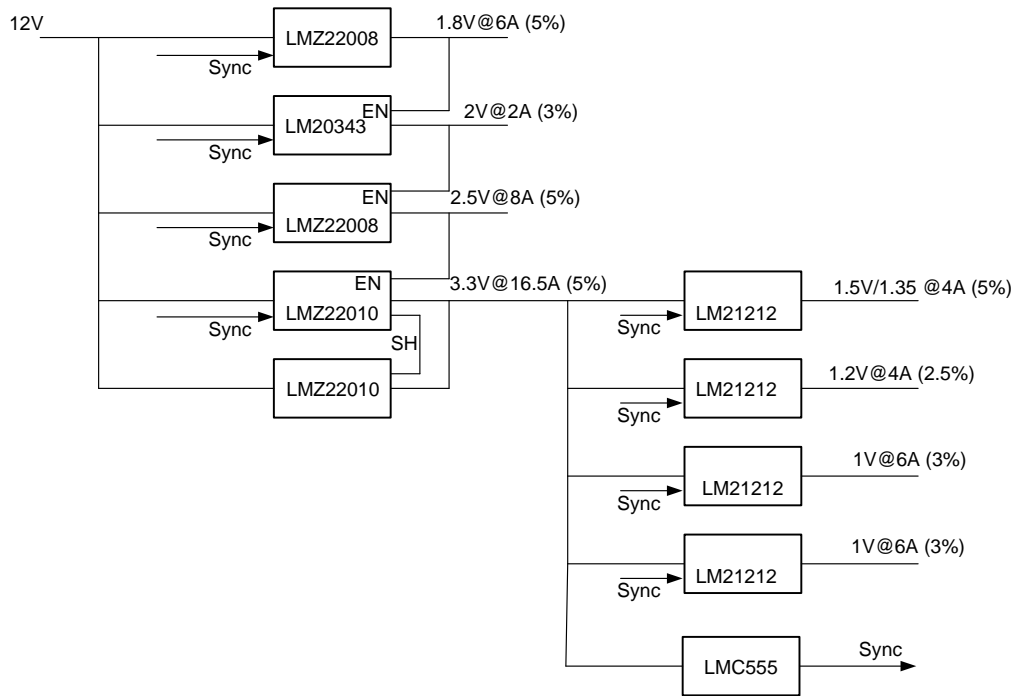 12V
LMZ22008
1.8V@6A (5%)
Sync
EN
LM20343
2V@2A (3%)
Sync
EN
LMZ22008
2.5V@8A (5%)
Sync
EN
LMZ22010
3.3V@16.5A (5%)
Sync
SH
LMZ22010
LM21212
1.5V/1.35 @4A (5%)
Sync
LM21212
1.2V@4A (2.5%)
Sync
LM21212
1V@6A (3%)
Sync
LM21212
1V@6A (3%)
Sync
LMC555
Sync